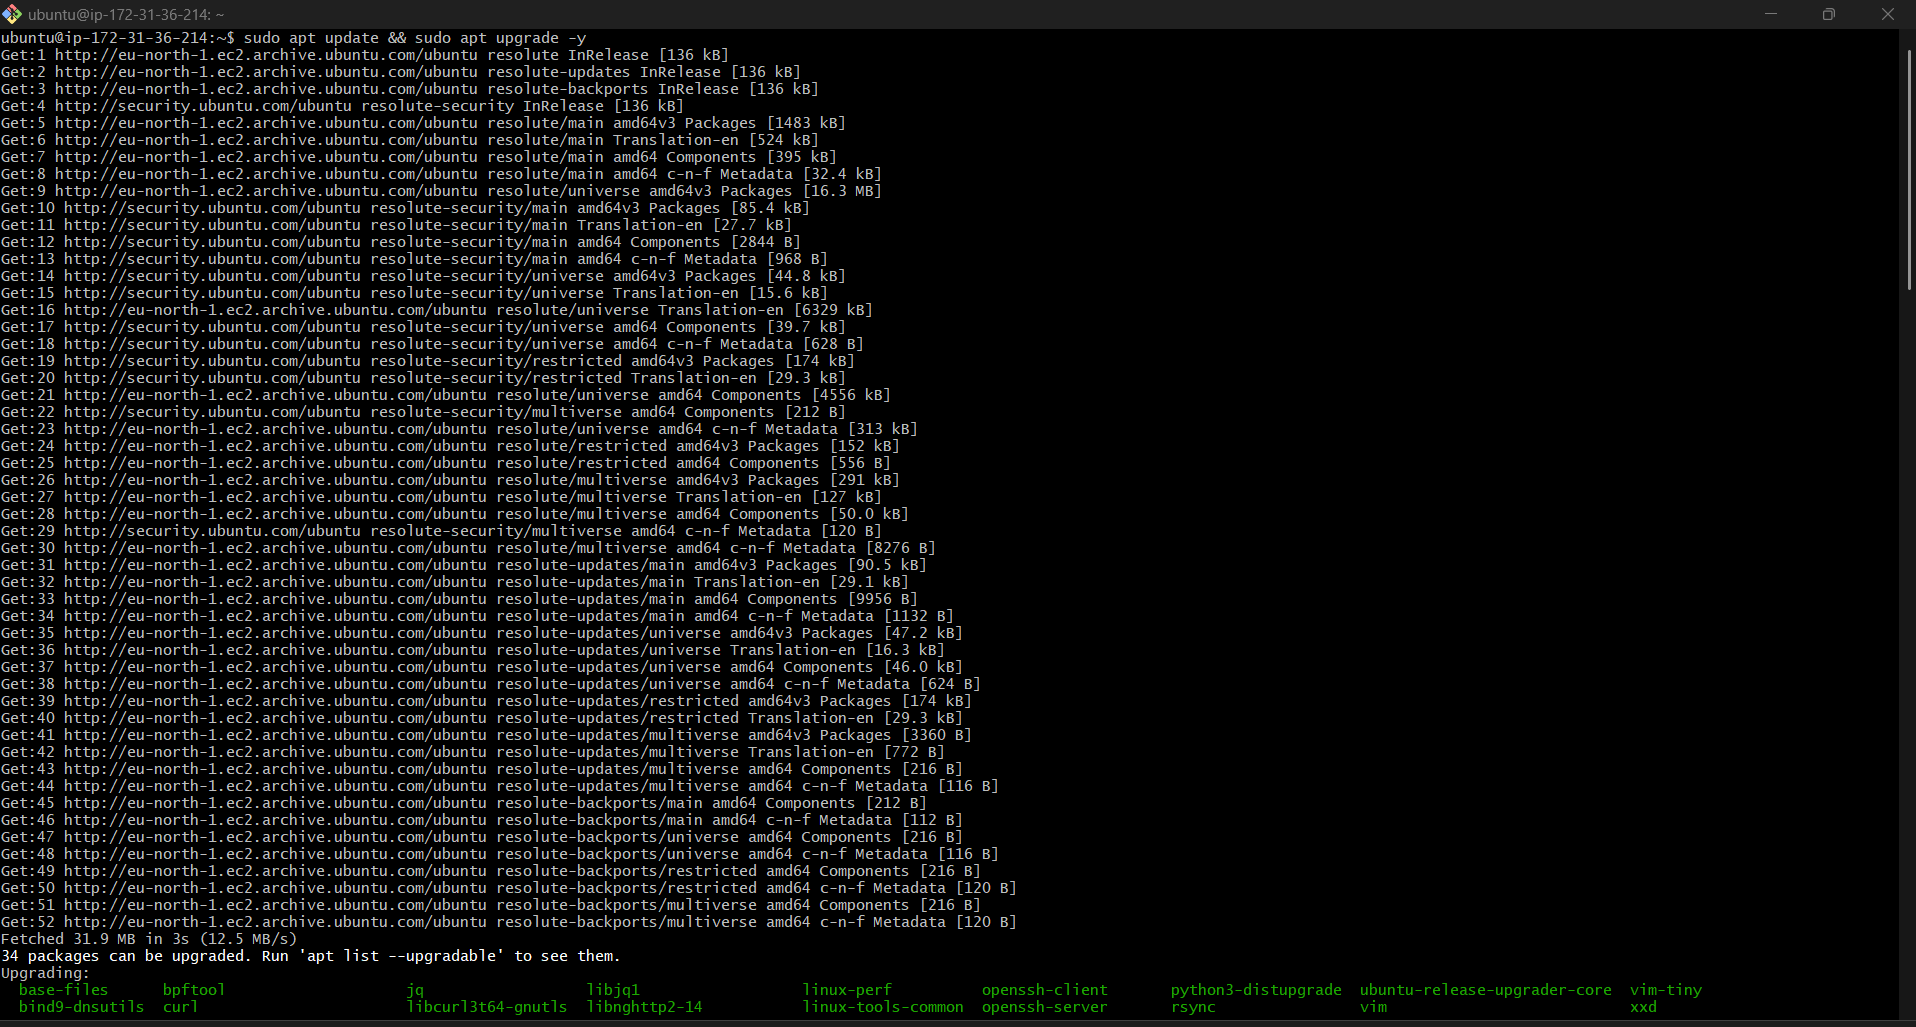 ubuntu@ip-172-31-36-214: ~
ubuntu@ip-172-31-36-214:~$ sudo apt update && sudo apt upgrade -y
Get:1 http://eu-north-1.ec2.archive.ubuntu.com/ubuntu resolute InRelease [136 kB]
Get:2 http://eu-north-1.ec2.archive.ubuntu.com/ubuntu resolute-updates InRelease [136 kB]
Get:3 http://eu-north-1.ec2.archive.ubuntu.com/ubuntu resolute-backports InRelease [136 kB]
Get:4 http://security.ubuntu.com/ubuntu resolute-security InRelease [136 kB]
Get:5 http://eu-north-1.ec2.archive.ubuntu.com/ubuntu resolute/main amd64v3 Packages [1483 kB]
Get:6 http://eu-north-1.ec2.archive.ubuntu.com/ubuntu resolute/main Translation-en [524 kB]
Get:7 http://eu-north-1.ec2.archive.ubuntu.com/ubuntu resolute/main amd64 Components [395 kB]
Get:8 http://eu-north-1.ec2.archive.ubuntu.com/ubuntu resolute/main amd64 c-n-f Metadata [32.4 kB]
Get:9 http://eu-north-1.ec2.archive.ubuntu.com/ubuntu resolute/universe amd64v3 Packages [16.3 MB]
Get:10 http://security.ubuntu.com/ubuntu resolute-security/main amd64v3 Packages [85.4 kB]
Get:11 http://security.ubuntu.com/ubuntu resolute-security/main Translation-en [27.7 kB]
Get:12 http://security.ubuntu.com/ubuntu resolute-security/main amd64 Components [2844 B]
Get:13 http://security.ubuntu.com/ubuntu resolute-security/main amd64 c-n-f Metadata [968 B]
Get:14 http://security.ubuntu.com/ubuntu resolute-security/universe amd64v3 Packages [44.8 kB]
Get:15 http://security.ubuntu.com/ubuntu resolute-security/universe Translation-en [15.6 kB]
Get:16 http://eu-north-1.ec2.archive.ubuntu.com/ubuntu resolute/universe Translation-en [6329 kB]
Get:17 http://security.ubuntu.com/ubuntu resolute-security/universe amd64 Components [39.7 kB]
Get:18 http://security.ubuntu.com/ubuntu resolute-security/universe amd64 c-n-f Metadata [628 B]
Get:19 http://security.ubuntu.com/ubuntu resolute-security/restricted amd64v3 Packages [174 kB]
Get:20 http://security.ubuntu.com/ubuntu resolute-security/restricted Translation-en [29.3 kB]
Get:21 http://eu-north-1.ec2.archive.ubuntu.com/ubuntu resolute/universe amd64 Components [4556 kB]
Get:22 http://security.ubuntu.com/ubuntu resolute-security/multiverse amd64 Components [212 B]
Get:23 http://eu-north-1.ec2.archive.ubuntu.com/ubuntu resolute/universe amd64 c-n-f Metadata [313 kB]
Get:24 http://eu-north-1.ec2.archive.ubuntu.com/ubuntu resolute/restricted amd64v3 Packages [152 kB]
Get:25 http://eu-north-1.ec2.archive.ubuntu.com/ubuntu resolute/restricted amd64 Components [556 B]
Get:26 http://eu-north-1.ec2.archive.ubuntu.com/ubuntu resolute/multiverse amd64v3 Packages [291 kB]
Get:27 http://eu-north-1.ec2.archive.ubuntu.com/ubuntu resolute/multiverse Translation-en [127 kB]
Get:28 http://eu-north-1.ec2.archive.ubuntu.com/ubuntu resolute/multiverse amd64 Components [50.0 kB]
Get:29 http://security.ubuntu.com/ubuntu resolute-security/multiverse amd64 c-n-f Metadata [120 B]
Get:30 http://eu-north-1.ec2.archive.ubuntu.com/ubuntu resolute/multiverse amd64 c-n-f Metadata [8276 B]
Get:31 http://eu-north-1.ec2.archive.ubuntu.com/ubuntu resolute-updates/main amd64v3 Packages [90.5 kB]
Get:32 http://eu-north-1.ec2.archive.ubuntu.com/ubuntu resolute-updates/main Translation-en [29.1 kB]
Get:33 http://eu-north-1.ec2.archive.ubuntu.com/ubuntu resolute-updates/main amd64 Components [9956 B]
Get:34 http://eu-north-1.ec2.archive.ubuntu.com/ubuntu resolute-updates/main amd64 c-n-f Metadata [1132 B]
Get:35 http://eu-north-1.ec2.archive.ubuntu.com/ubuntu resolute-updates/universe amd64v3 Packages [47.2 kB]
Get:36 http://eu-north-1.ec2.archive.ubuntu.com/ubuntu resolute-updates/universe Translation-en [16.3 kB]
Get:37 http://eu-north-1.ec2.archive.ubuntu.com/ubuntu resolute-updates/universe amd64 Components [46.0 kB]
Get:38 http://eu-north-1.ec2.archive.ubuntu.com/ubuntu resolute-updates/universe amd64 c-n-f Metadata [624 B]
Get:39 http://eu-north-1.ec2.archive.ubuntu.com/ubuntu resolute-updates/restricted amd64v3 Packages [174 kB]
Get:40 http://eu-north-1.ec2.archive.ubuntu.com/ubuntu resolute-updates/restricted Translation-en [29.3 kB]
Get:41 http://eu-north-1.ec2.archive.ubuntu.com/ubuntu resolute-updates/multiverse amd64v3 Packages [3360 B]
Get:42 http://eu-north-1.ec2.archive.ubuntu.com/ubuntu resolute-updates/multiverse Translation-en [772 B]
Get:43 http://eu-north-1.ec2.archive.ubuntu.com/ubuntu resolute-updates/multiverse amd64 Components [216 B]
Get:44 http://eu-north-1.ec2.archive.ubuntu.com/ubuntu resolute-updates/multiverse amd64 c-n-f Metadata [116 B]
Get:45 http://eu-north-1.ec2.archive.ubuntu.com/ubuntu resolute-backports/main amd64 Components [212 B]
Get:46 http://eu-north-1.ec2.archive.ubuntu.com/ubuntu resolute-backports/main amd64 c-n-f Metadata [112 B]
Get:47 http://eu-north-1.ec2.archive.ubuntu.com/ubuntu resolute-backports/universe amd64 Components [216 B]
Get:48 http://eu-north-1.ec2.archive.ubuntu.com/ubuntu resolute-backports/universe amd64 c-n-f Metadata [116 B]
Get:49 http://eu-north-1.ec2.archive.ubuntu.com/ubuntu resolute-backports/restricted amd64 Components [216 B]
Get:50 http://eu-north-1.ec2.archive.ubuntu.com/ubuntu resolute-backports/restricted amd64 c-n-f Metadata [120 B]
Get:51 http://eu-north-1.ec2.archive.ubuntu.com/ubuntu resolute-backports/multiverse amd64 Components [216 B]
Get:52 http://eu-north-1.ec2.archive.ubuntu.com/ubuntu resolute-backports/multiverse amd64 c-n-f Metadata [120 B]
Fetched 31.9 MB in 3s (12.5 MB/s)
34 packages can be upgraded. Run 'apt list --upgradable' to see them.
Upgrading:
base-files bpftool jq libjq1 linux-perf openssh-client python3-distupgrade ubuntu-release-upgrader-core vim-tiny
bind9-dnsutils curl libcurl3t64-gnutls libnghttp2-14 linux-tools-common openssh-server rsync vim xxd